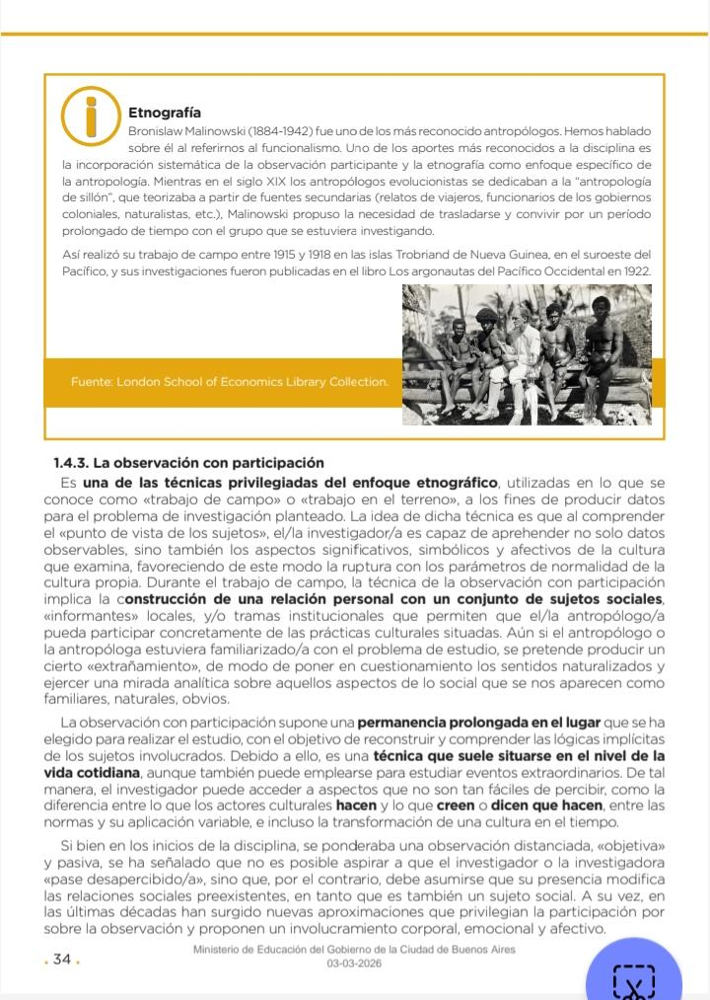 Etnografía
Bronislaw Malinowski (1884-1942) fue uno de los más reconocido antropólogos. Hemos hablado
sobre él al referirnos al funcionalismo. Uno de los aportes más reconocidos a la disciplina es
la incorporación sistemática de la observación participante y la etnografía como enfoque específico de
la antropología. Mientras en el siglo XIX los antropólogos evolucionistas se dedicaban a la “antropología
de sillón”, que teorizaba a partir de fuentes secundarias (relatos de viajeros, funcionarios de los gobiernos
coloniales, naturalistas, etc.), Malinowski propuso la necesidad de trasladarse y convivir por un período
prolongado de tiempo con el grupo que se estuviera investigando.
Así realizó su trabajo de campo entre 1915 y 1918 en las islas Trobriand de Nueva Guinea, en el suroeste del
Pacífico, y sus investigaciones fueron publicadas en el libro Los argonautas del Pacífico Occidental en 1922.
Fuente: London School of Economics Library Collection.
1.4.3. La observación con participación
Es una de las técnicas privilegiadas del enfoque etnográfico, utilizadas en lo que se
conoce como «trabajo de campo» o «trabajo en el terreno», a los fines de producir datos
para el problema de investigación planteado. La idea de dicha técnica es que al comprender
el «punto de vista de los sujetos», el/la investigador/a es capaz de aprehender no solo datos
observables, sino también los aspectos significativos, simbólicos y afectivos de la cultura
que examina, favoreciendo de este modo la ruptura con los parámetros de normalidad de la
cultura propia. Durante el trabajo de campo, la técnica de la observación con participación
implica la construcción de una relación personal con un conjunto de sujetos sociales,
«informantes» locales, y/o tramas institucionales que permiten que el/la antropólogo/a
pueda participar concretamente de las prácticas culturales situadas. Aún si el antropólogo o
la antropóloga estuviera familiarizado/a con el problema de estudio, se pretende producir un
cierto «extrañamiento», de modo de poner en cuestionamiento los sentidos naturalizados y
ejercer una mirada analítica sobre aquellos aspectos de lo social que se nos aparecen como
familiares, naturales, obvios.
La observación con participación supone una permanencia prolongada en el lugar que se ha
elegido para realizar el estudio, con el objetivo de reconstruir y comprender las lógicas implícitas
de los sujetos involucrados. Debido a ello, es una técnica que suele situarse en el nivel de la
vida cotidiana, aunque también puede emplearse para estudiar eventos extraordinarios. De tal
manera, el investigador puede acceder a aspectos que no son tan fáciles de percibir, como la
diferencia entre lo que los actores culturales hacen y lo que creen o dicen que hacen, entre las
normas y su aplicación variable, e incluso la transformación de una cultura en el tiempo.
Si bien en los inicios de la disciplina, se ponderaba una observación distanciada, «objetiva»
y pasiva, se ha señalado que no es posible aspirar a que el investigador o la investigadora
«pase desapercibido/a», sino que, por el contrario, debe asumirse que su presencia modifica
las relaciones sociales preexistentes, en tanto que es también un sujeto social. A su vez, en
las últimas décadas han surgido nuevas aproximaciones que privilegian la participación por
sobre la observación y proponen un involucramiento corporal, emocional y afectivo.
. 34 .
Ministerio de Educación del Gobierno de la Ciudad de Buenos Aires
03-03-2026